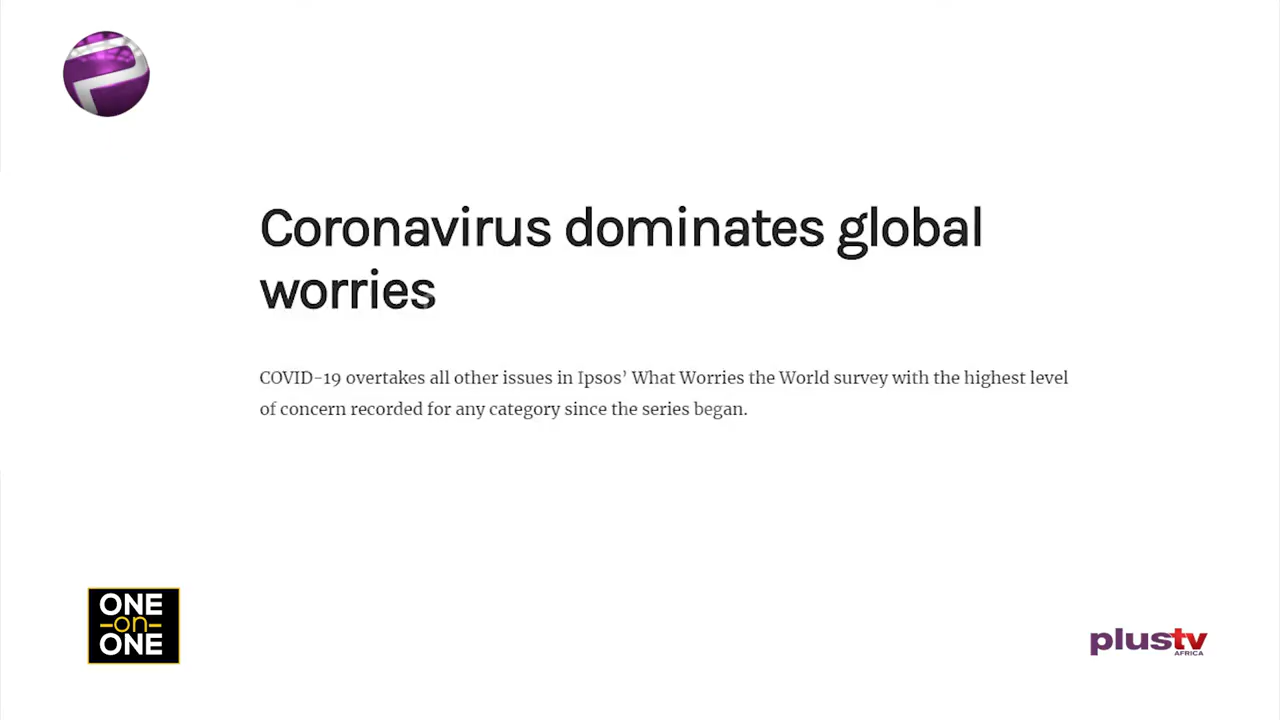 Coronavirus dominates global
worries
COVID-19 overtakes all other issues in Ipsos’ What Worries the World survey with the highest level
of concern recorded for any category since the series began.
ONE
-on-
ONE
plustv
AFRICA